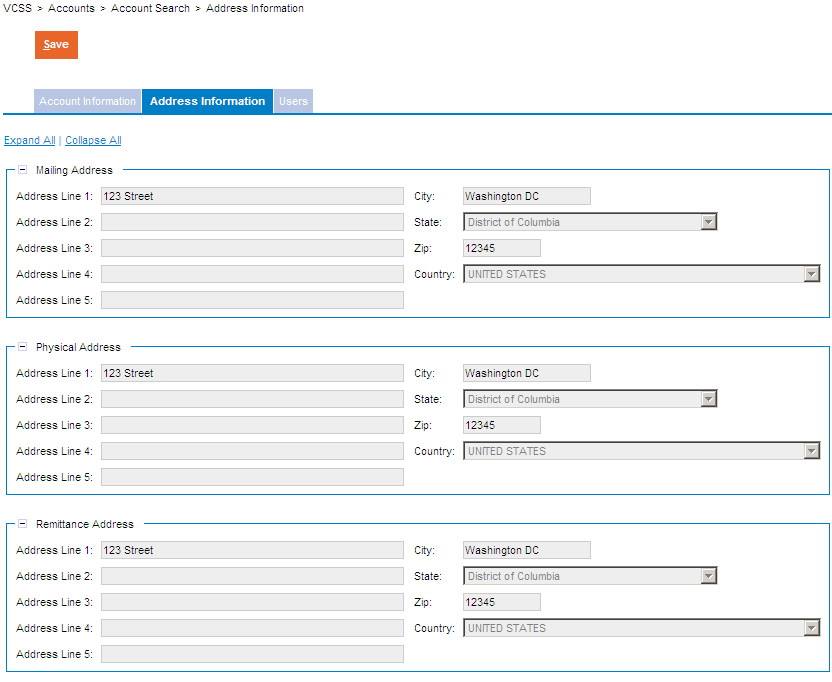 VCSS > Accounts > Account Search > Address Information
Save
Account Information Address Information Users
Expand All | Collapse All
Mailing Address
Address Line 1: 123 Street City: Washington DC
Address Line 2: State: District of Columbia
Address Line 3: Zip: 12345
Address Line 4: Country: UNITED STATES
Address Line 5:
Physical Address
Address Line 1: 123 Street City: Washington DC
Address Line 2: State: District of Columbia
Address Line 3: Zip: 12345
Address Line 4: Country: UNITED STATES
Address Line 5:
Remittance Address
Address Line 1: 123 Street City: Washington DC
Address Line 2: State: District of Columbia
Address Line 3: Zip: 12345
Address Line 4: Country: UNITED STATES
Address Line 5: